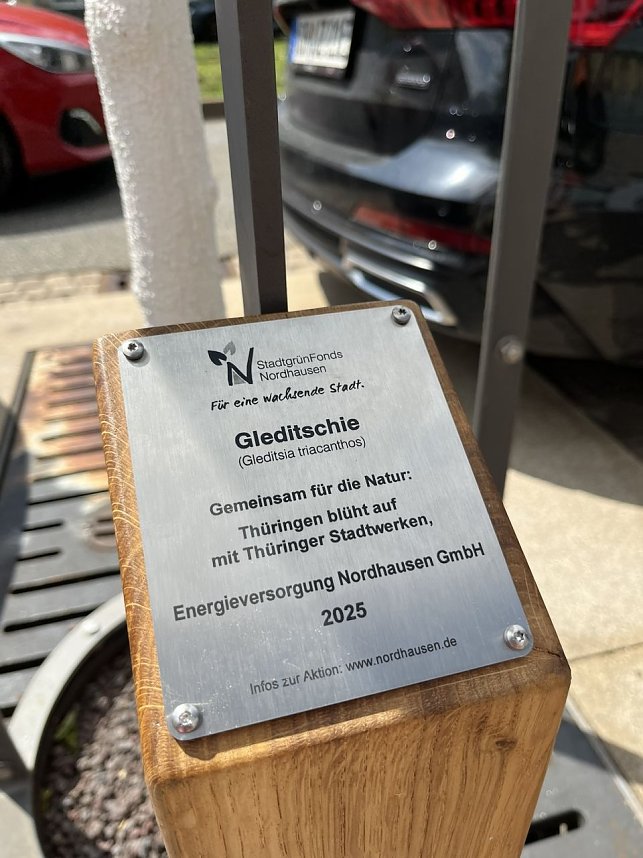 StadtgrünFonds
Nordhausen
Für eine wachsende Stadt.
Gleditschie
(Gleditsia triacanthos)
Gemeinsam für die Natur:
Thüringen blüht auf
mit Thüringer Stadtwerken,
Energieversorgung Nordhausen GmbH
2025
Infos zur Aktion: www.nordhausen.de